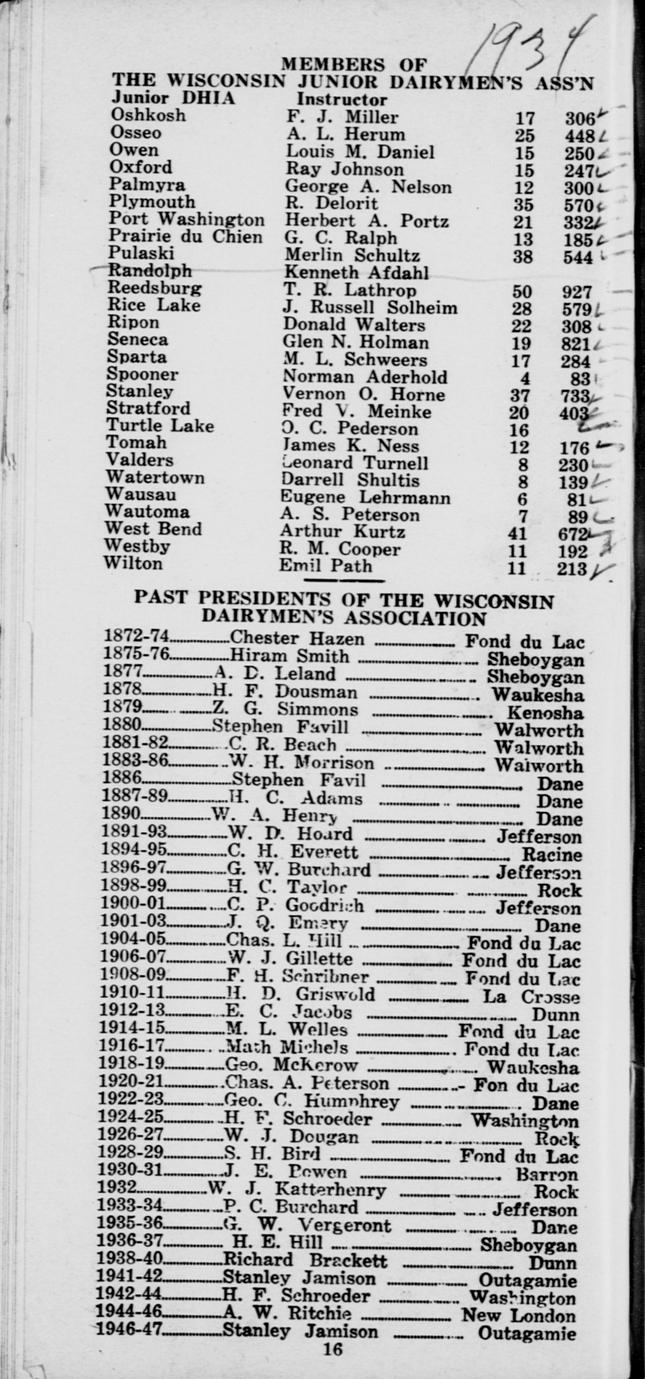 1934
MEMBERS OF
THE WISCONSIN JUNIOR DAIRYMEN'S ASS'N
Junior DHIA Instructor
Oshkosh F. J. Miller 17 306
Osseo A. L. Herum 25 448
Owen Louis M. Daniel 15 250
Oxford Ray Johnson 15 247
Palmyra George A. Nelson 12 300
Plymouth R. Delorit 35 570
Port Washington Herbert A. Portz 21 332
Prairie du Chien G. C. Ralph 13 185
Pulaski Merlin Schultz 38 544
Randolph Kenneth Afdahl
Reedsburg T. R. Lathrop 50 927
Rice Lake J. Russell Solheim 28 579
Ripon Donald Walters 22 308
Seneca Glen N. Holman 19 821
Sparta M. L. Schweers 17 284
Spooner Norman Aderhold 4 83
Stanley Vernon O. Horne 37 733
Stratford Fred V. Meinke 20 403
Turtle Lake O. C. Pederson 16
Tomah James K. Ness 12 176
Valders Leonard Turnell 8 230
Watertown Darrell Shultis 8 139
Wausau Eugene Lehrmann 6 81
Wautoma A. S. Peterson 7 89
West Bend Arthur Kurtz 41 672
Westby R. M. Cooper 11 192
Wilton Emil Path 11 213
PAST PRESIDENTS OF THE WISCONSIN
DAIRYMEN'S ASSOCIATION
1872-74 Chester Hazen Fond du Lac
1875-76 Hiram Smith Sheboygan
1877 A. D. Leland Sheboygan
1878 H. F. Dousman Waukesha
1879 Z. G. Simmons Kenosha
1880 Stephen Favill Walworth
1881-82 C. R. Beach Walworth
1883-86 W. H. Morrison Walworth
1886 Stephen Favil Dane
1887-89 H. C. Adams Dane
1890 W. A. Henry Dane
1891-93 W. D. Hoard Jefferson
1894-95 C. H. Everett Racine
1896-97 G. W. Burchard Jefferson
1898-99 H. C. Taylor Rock
1900-01 C. P. Goodrich Jefferson
1901-03 J. Q. Emery Dane
1904-05 Chas. L. Hill Fond du Lac
1906-07 W. J. Gillette Fond du Lac
1908-09 F. H. Schribner Fond du Lac
1910-11 H. D. Griswold La Crosse
1912-13 E. C. Jacobs Dunn
1914-15 M. L. Welles Fond du Lac
1916-17 Math Michels Fond du Lac
1918-19 Geo. McKerow Waukesha
1920-21 Chas. A. Peterson Fon du Lac
1922-23 Geo. C. Humphrey Dane
1924-25 H. F. Schroeder Washington
1926-27 W. J. Dougan Rock
1928-29 S. H. Bird Fond du Lac
1930-31 J. E. Powen Barron
1932 W. J. Katterhenry Rock
1933-34 P. C. Burchard Jefferson
1935-36 G. W. Vergeront Dane
1936-37 H. E. Hill Sheboygan
1938-40 Richard Brackett Dunn
1941-42 Stanley Jamison Outagamie
1942-44 H. F. Schroeder Washington
1944-46 A. W. Ritchie New London
1946-47 Stanley Jamison Outagamie
16